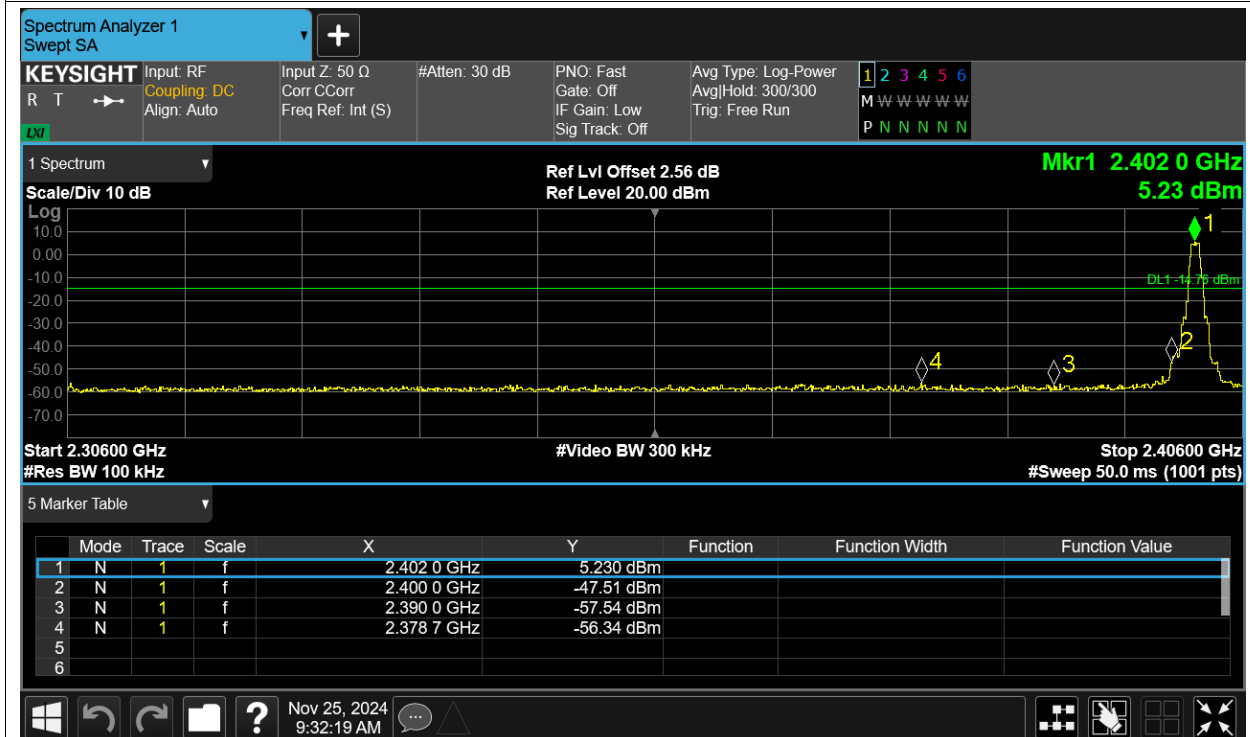 Spectrum Analyzer 1
Swept SA
+
KEYSIGHT Input: RF Input Z: 50 Ω #Atten: 30 dB PNO: Fast Avg Type: Log-Power 1 2 3 4 5 6
R T Coupling: DC Corr CCorr Gate: Off Avg|Hold: 300/300 M W W W W W W
Align: Auto Freq Ref: Int (S) IF Gain: Low Trig: Free Run
LXI Sig Track: Off P N N N N N N
1 Spectrum Ref Lvl Offset 2.56 dB Mkr1 2.402 0 GHz
Scale/Div 10 dB Ref Level 20.00 dBm 5.23 dBm
Log
10.0 1
0.00
-10.0 DL1 -14.76 dBm
-20.0
-30.0
-40.0 2
-50.0 4 3
-60.0
-70.0
Start 2.30600 GHz #Video BW 300 kHz Stop 2.40600 GHz
#Res BW 100 kHz #Sweep 50.0 ms (1001 pts)
5 Marker Table
Mode Trace Scale X Y Function Function Width Function Value
1 N 1 f 2.402 0 GHz 5.230 dBm
2 N 1 f 2.400 0 GHz -47.51 dBm
3 N 1 f 2.390 0 GHz -57.54 dBm
4 N 1 f 2.378 7 GHz -56.34 dBm
5
6
? Nov 25, 2024
9:32:19 AM